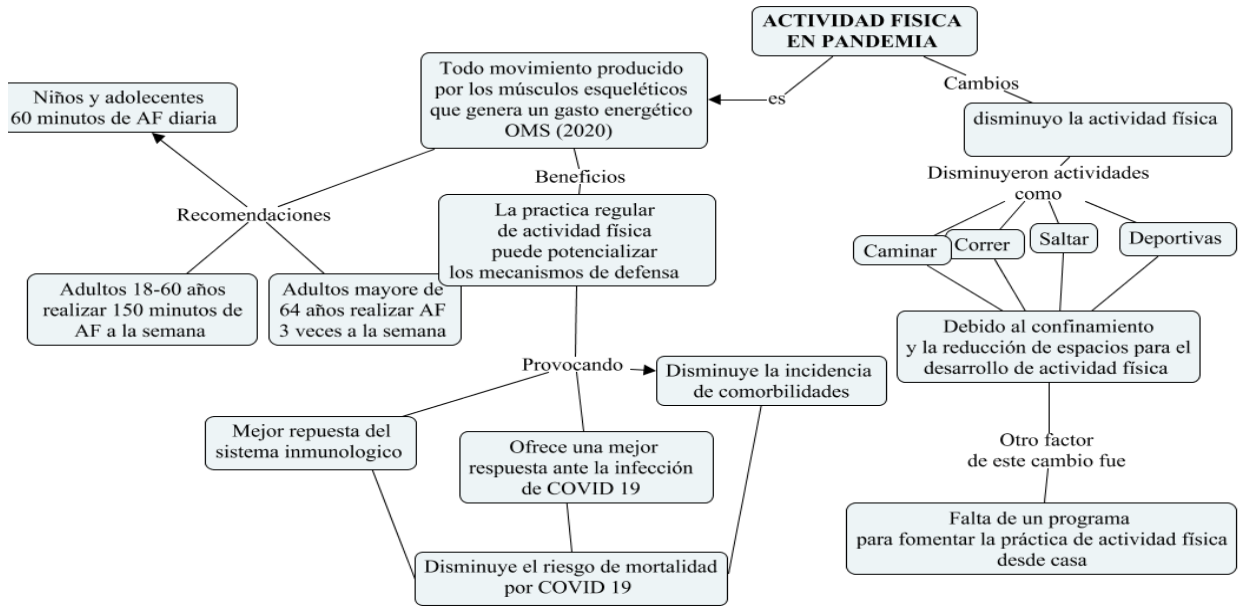 ACTIVIDAD FISICA
EN PANDEMIA
es
Cambios
Todo movimiento producido
por los músculos esqueléticos
que genera un gasto energético
OMS (2020)
Niños y adolecentes
60 minutos de AF diaria
disminuyo la actividad física
Beneficios
Disminuyeron actividades
como
Recomendaciones
La practica regular
de actividad física
puede potencializar
los mecanismos de defensa
Caminar
Correr
Saltar
Deportivas
Adultos 18-60 años
realizar 150 minutos de
AF a la semana
Adultos mayore de
64 años realizar AF
3 veces a la semana
Debido al confinamiento
y la reducción de espacios para el
desarrollo de actividad física
Provocando
Disminuye la incidencia
de comorbilidades
Mejor repuesta del
sistema inmunologico
Ofrece una mejor
respuesta ante la infección
de COVID 19
Otro factor
de este cambio fue
Disminuye el riesgo de mortalidad
por COVID 19
Falta de un programa
para fomentar la práctica de actividad física
desde casa